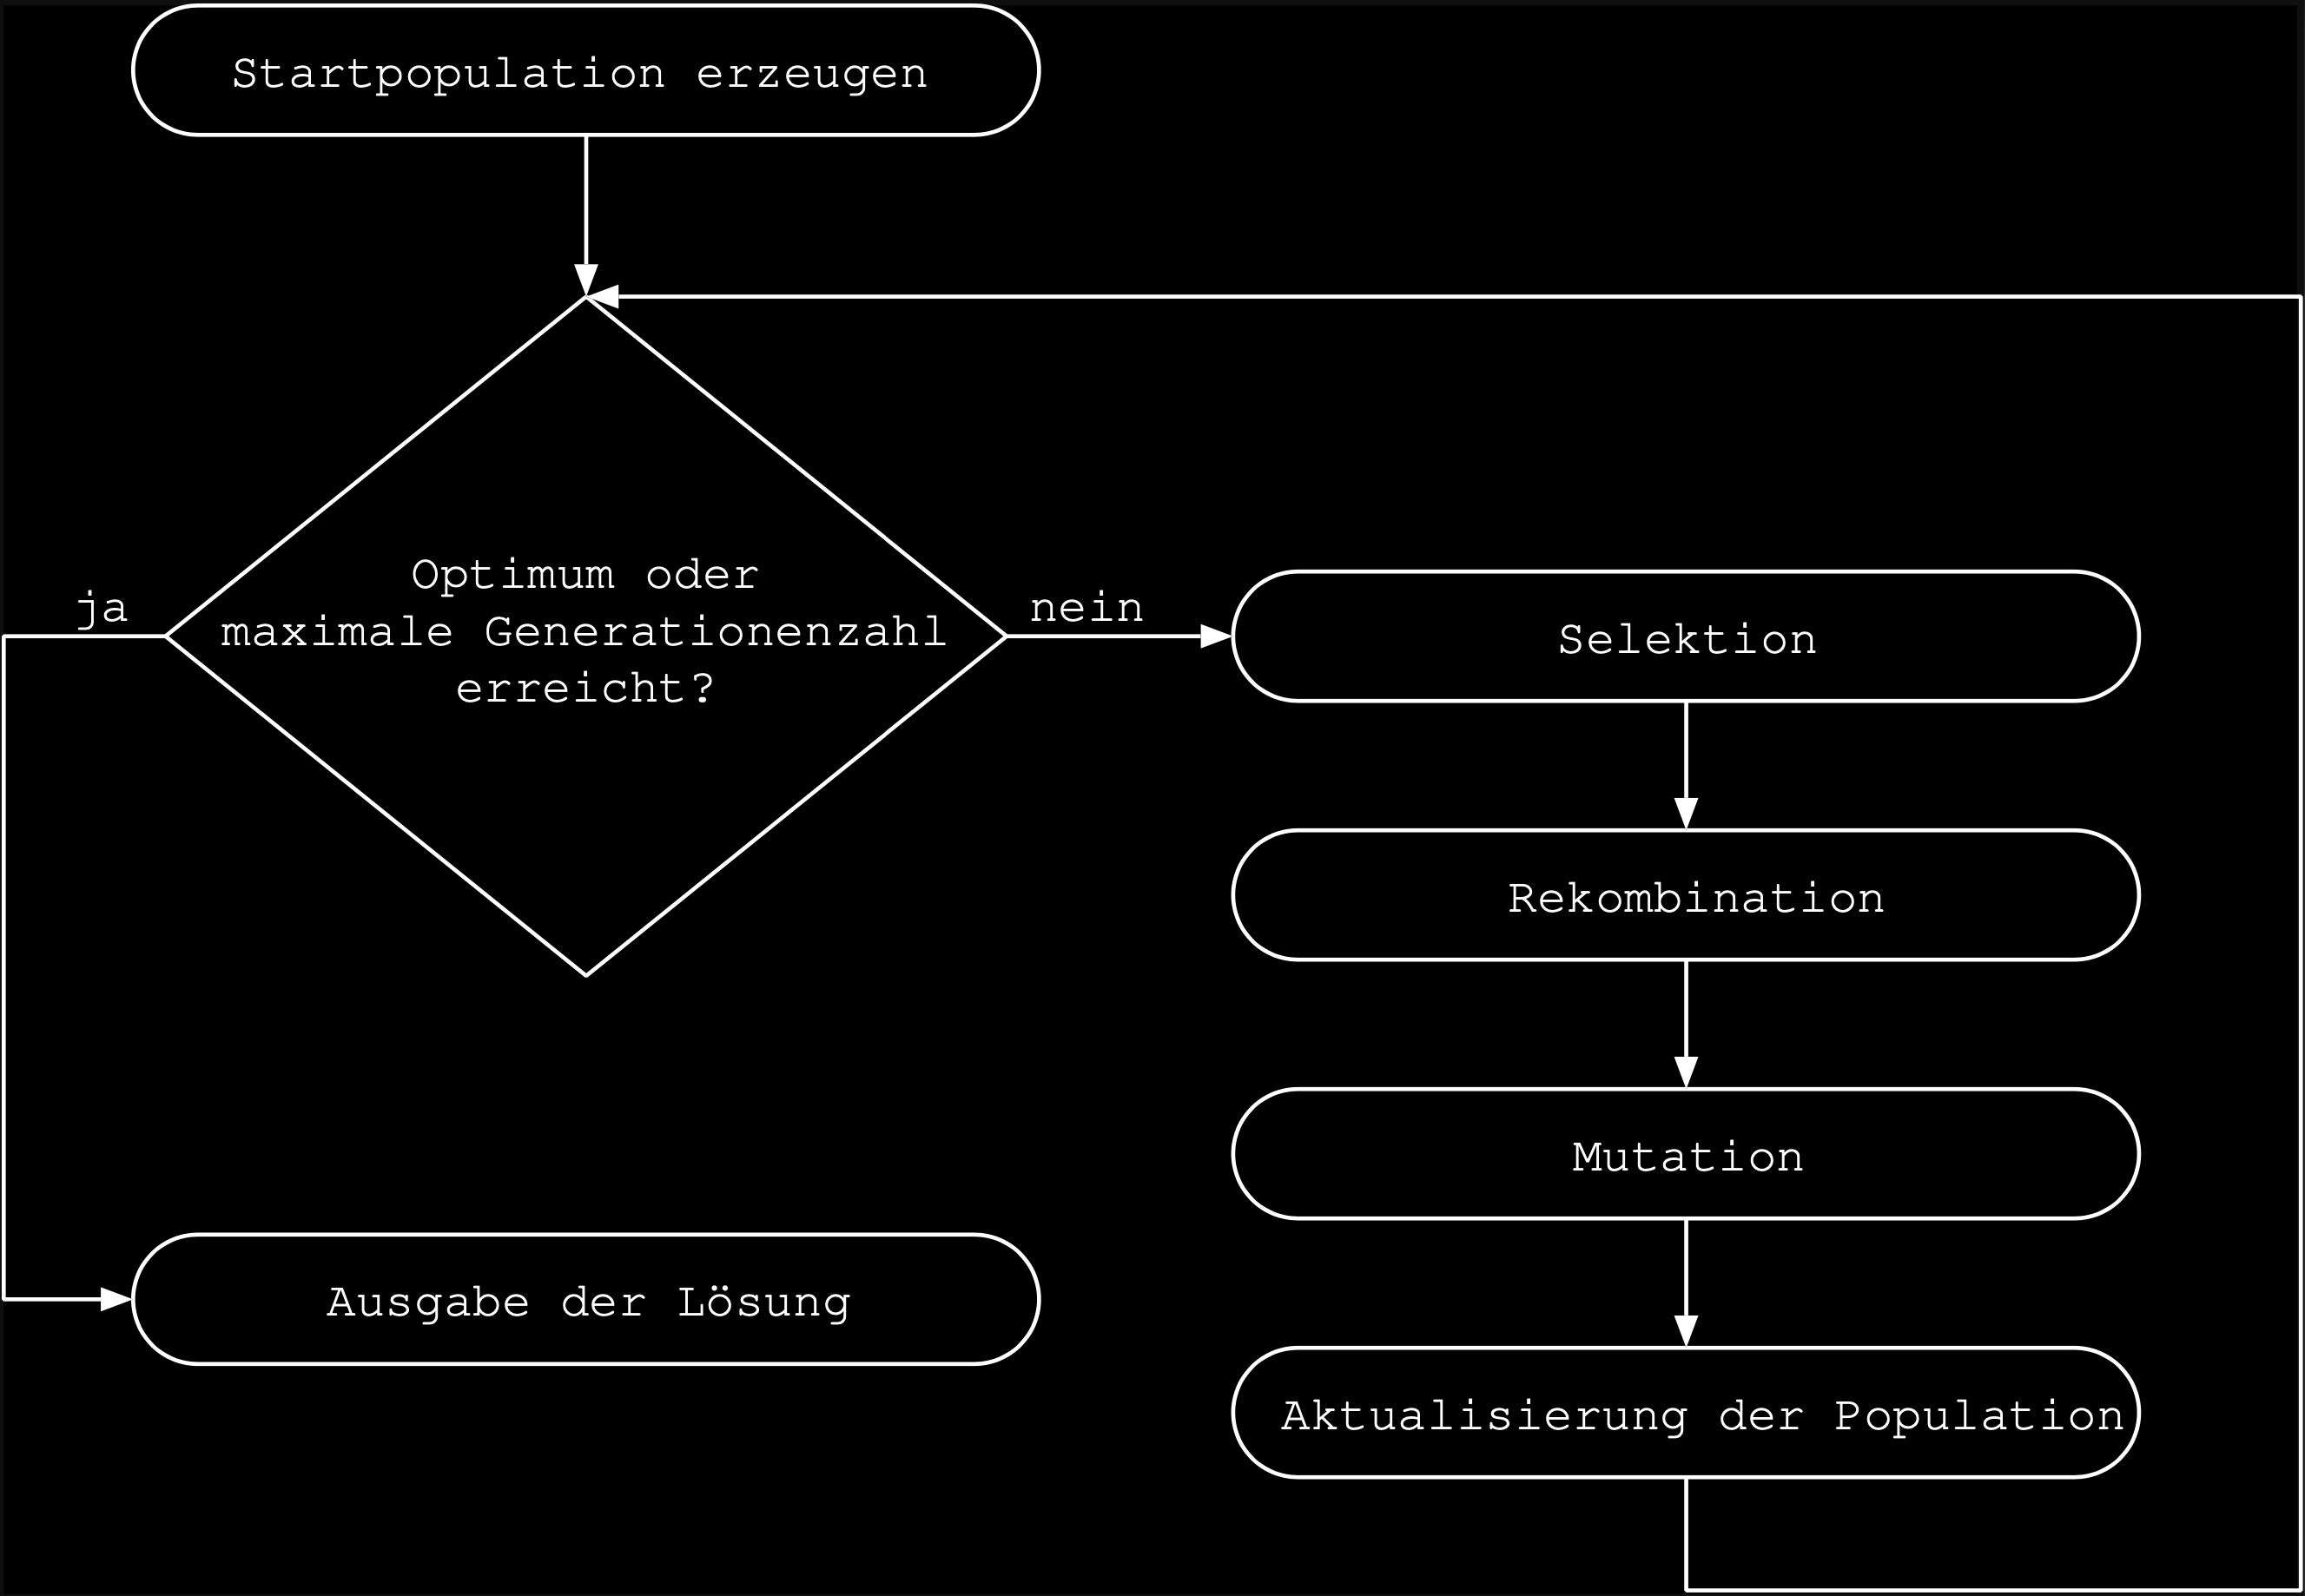 Startpopulation erzeugen
Optimum oder
maximale Generationenzahl
erreicht?
ja
nein
Selektion
Rekombination
Mutation
Aktualisierung der Population
Ausgabe der Lösung